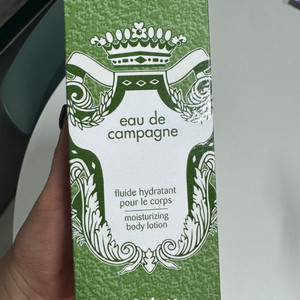 eau de
campagne
fluide hydratant
pour le corps
moisturizing
body lotion